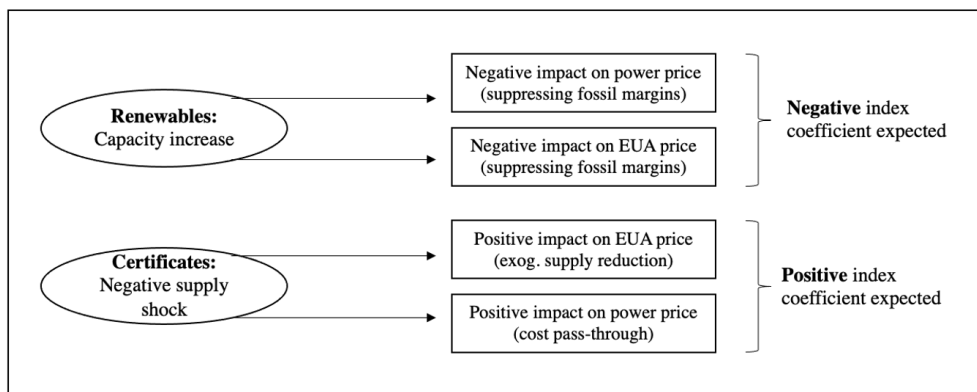 Renewables:
Capacity increase
Negative impact on power price
(suppressing fossil margins)
Negative impact on EUA price
(suppressing fossil margins)
Negative index
coefficient expected
Certificates:
Negative supply
shock
Positive impact on EUA price
(exog. supply reduction)
Positive impact on power price
(cost pass-through)
Positive index
coefficient expected